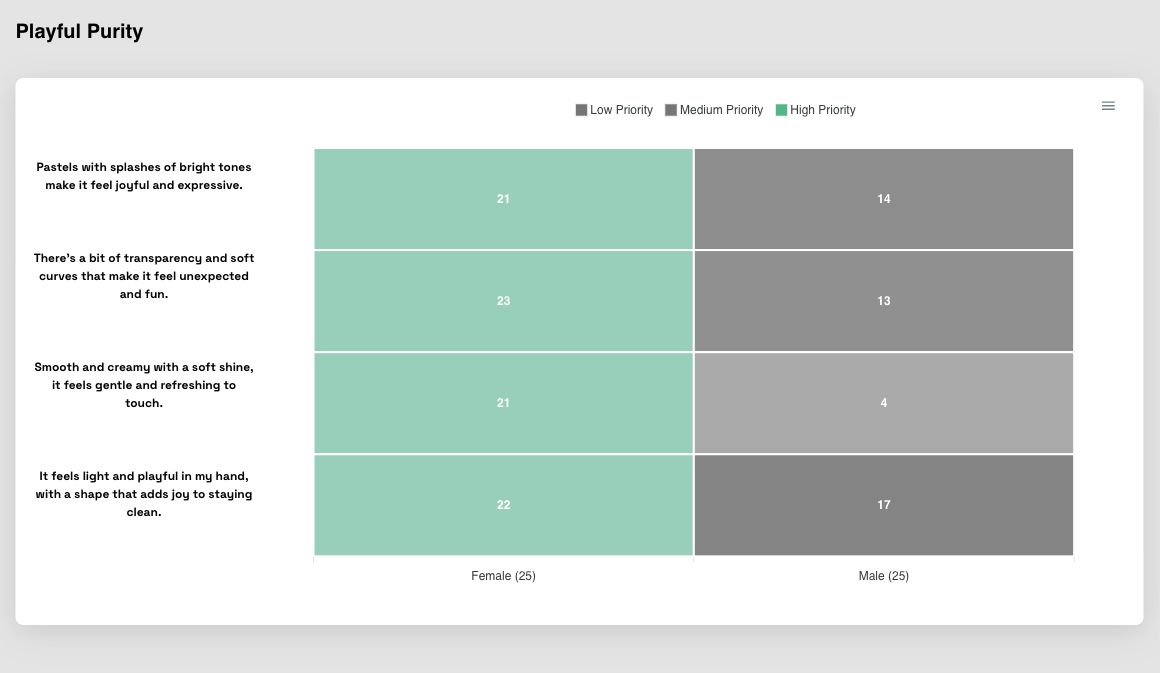 Playful Purity
Low Priority
Medium Priority
High Priority
Pastels with splashes of bright tones
make it feel joyful and expressive.
21
14
There's a bit of transparency and soft
curves that make it feel unexpected
and fun.
23
13
Smooth and creamy with a soft shine,
it feels gentle and refreshing to
touch.
21
4
It feels light and playful in my hand,
with a shape that adds joy to staying
clean.
22
17
Female (25)
Male (25)